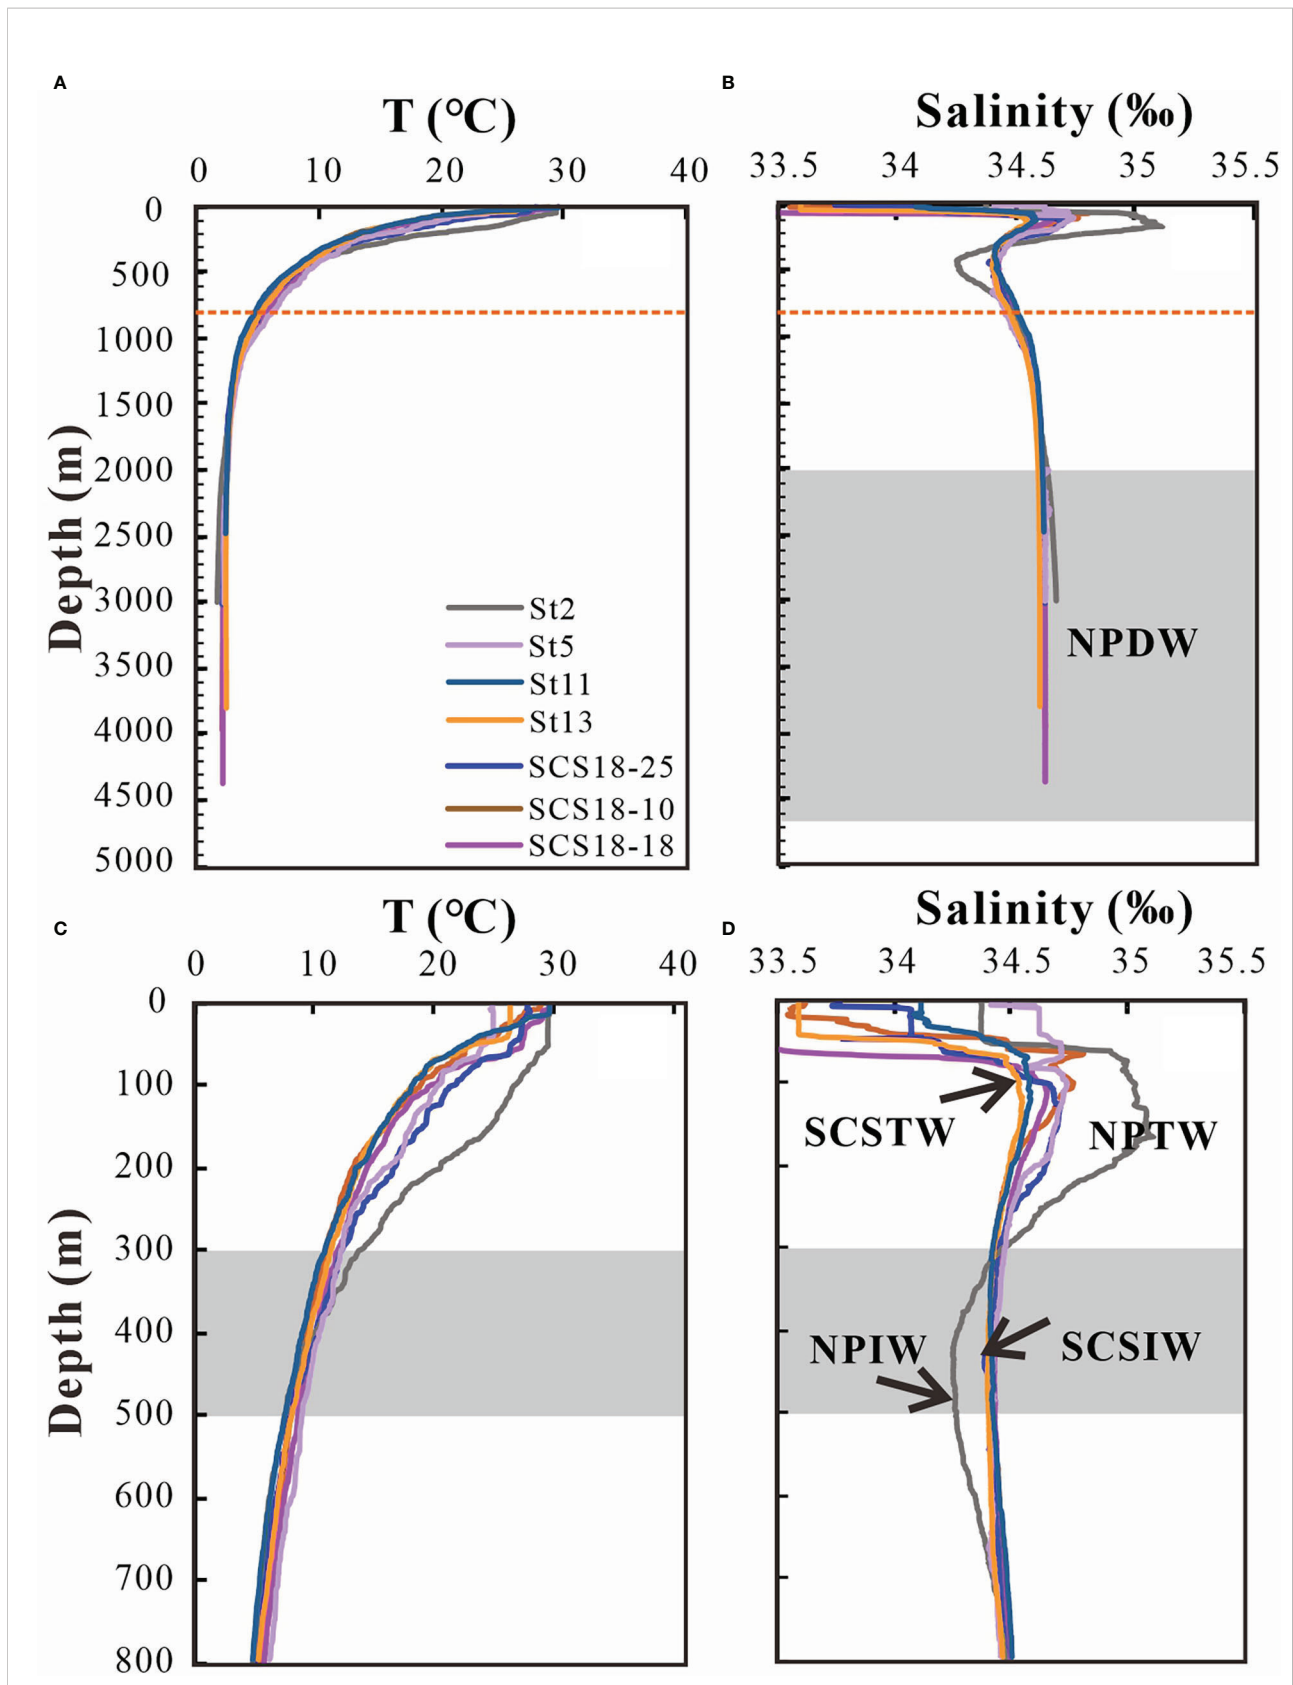 A
T (℃)
0 10 20 30 40
0
500
1000
1500
2000
2500
3000
3500
4000
4500
5000
Depth (m)
St2
St5
St11
St13
SCS18-25
SCS18-10
SCS18-18
B
Salinity (‰)
33.5 34 34.5 35 35.5
NPDW
C
T (℃)
0 10 20 30 40
0
100
200
300
400
500
600
700
800
Depth (m)
D
Salinity (‰)
33.5 34 34.5 35 35.5
SCSTW
NPTW
NPIW
SCSIW